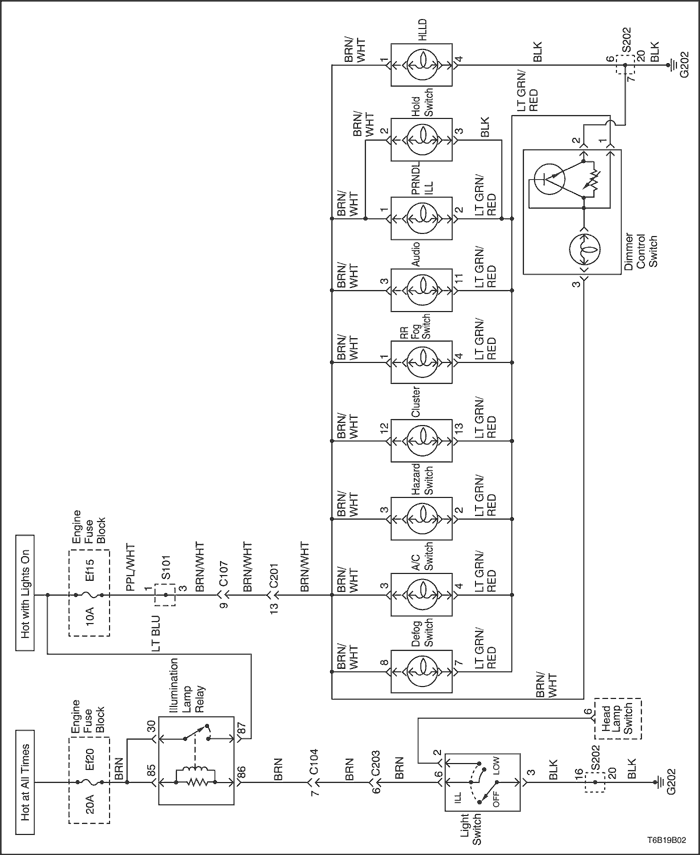 Hot at All Times
Hot with Lights On
Engine
Fuse
Block
Ef20
20A
Engine
Fuse
Block
Ef15
10A
BRN
85
30
86
87
Illumination
Lamp
Relay
PPL/WHT
1
S101
3
LT BLU
BRN/WHT
9
C107
BRN/WHT
13
C201
BRN/WHT
BRN
7
C104
BRN
6
C203
BRN
6
2
ILL
OFF
LOW
Light
Switch
3
BLK
16
S202
20
BLK
G202
6
Head
Lamp
Switch
BRN/
WHT
BRN/
WHT
8
Defog
Switch
7
LT GRN/
RED
BRN/
WHT
3
A/C
Switch
4
LT GRN/
RED
BRN/
WHT
3
Hazard
Switch
2
LT GRN/
RED
BRN/
WHT
12
Cluster
13
LT GRN/
RED
BRN/
WHT
1
RR
Fog
Switch
4
LT GRN/
RED
BRN/
WHT
3
Audio
11
LT GRN/
RED
BRN/
WHT
1
PRNDL
ILL
2
LT GRN/
RED
BRN/
WHT
2
Hold
Switch
3
BLK
BRN/
WHT
1
HLLD
4
BLK
6
S202
7
20
BLK
G202
LT GRN/
RED
2
1
3
Dimmer
Control
Switch
T6B19B02